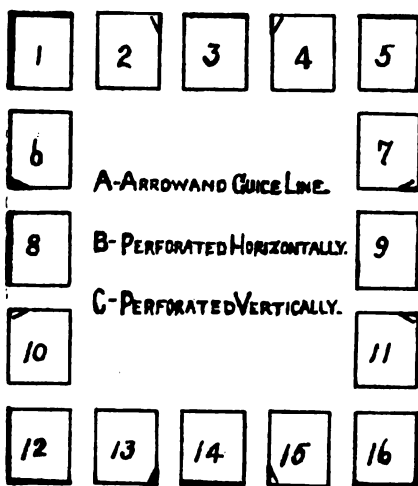 1 2 3 4 5
6 7
A-ARROWAND GUICE LINE.
8 B-PERFORATED HORIZONTALLY. 9
C-PERFORATED VERTICALLY.
10 11
12 13 14 15 16